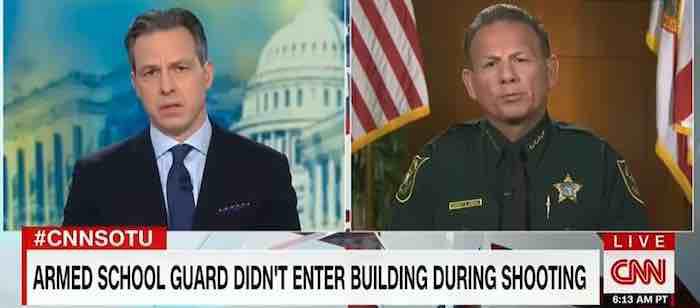 #CNNSOTU
LIVE
ARMED SCHOOL GUARD DIDN'T ENTER BUILDING DURING SHOOTING
CNN
6:13 AM PT